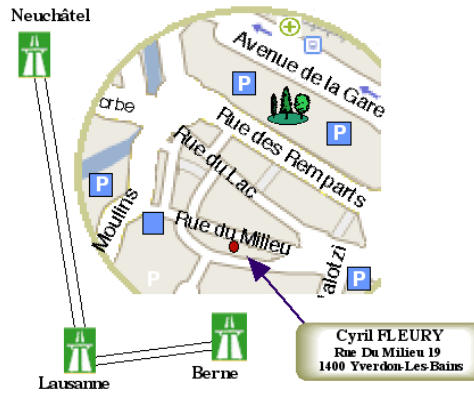 Neuchâtel
Avenue de la Gare
P
orbe
Rue des Remparts
P
Rue du Lac
P
Moulins
Rue du Milieu
P
alotzi
P
Cyril FLEURY
Rue Du Milieu 19
1400 Yverdon-Les-Bains
Lausanne
Berne